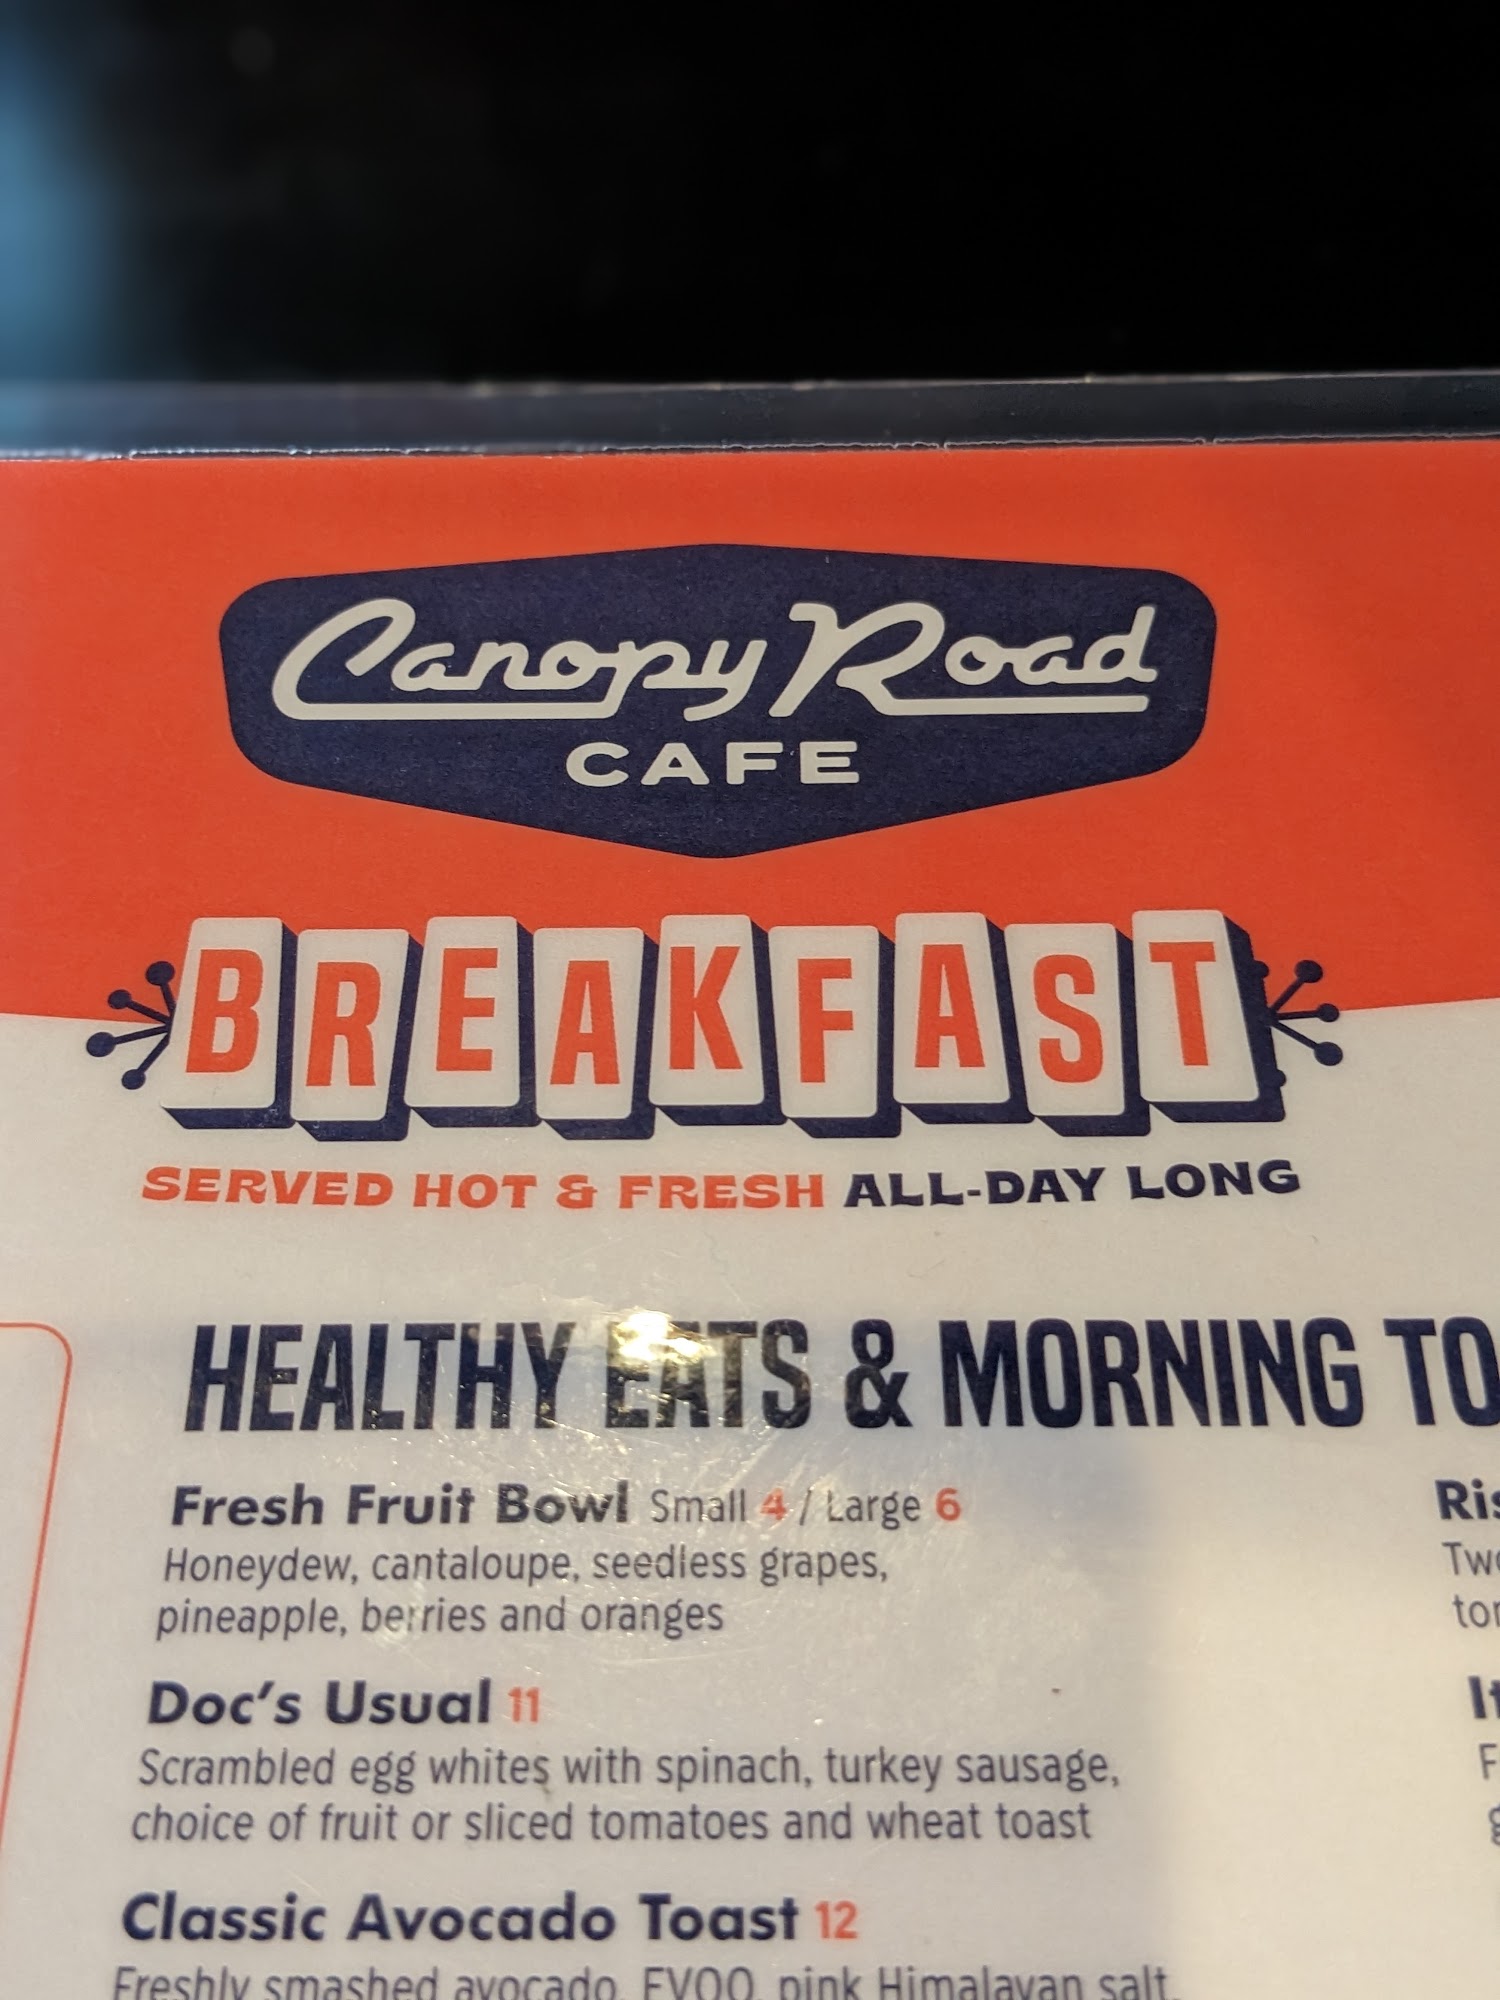 Canopy Road
CAFE
BREAKFAST
SERVED HOT & FRESH ALL-DAY LONG
HEALTHY EATS & MORNING TO
Fresh Fruit Bowl Small 4 / Large 6
Honeydew, cantaloupe, seedless grapes,
pineapple, berries and oranges
Doc's Usual 11
Scrambled egg whites with spinach, turkey sausage,
choice of fruit or sliced tomatoes and wheat toast
Classic Avocado Toast 12
Freshly smashed avocado, EVOO, pink Himalayan salt,